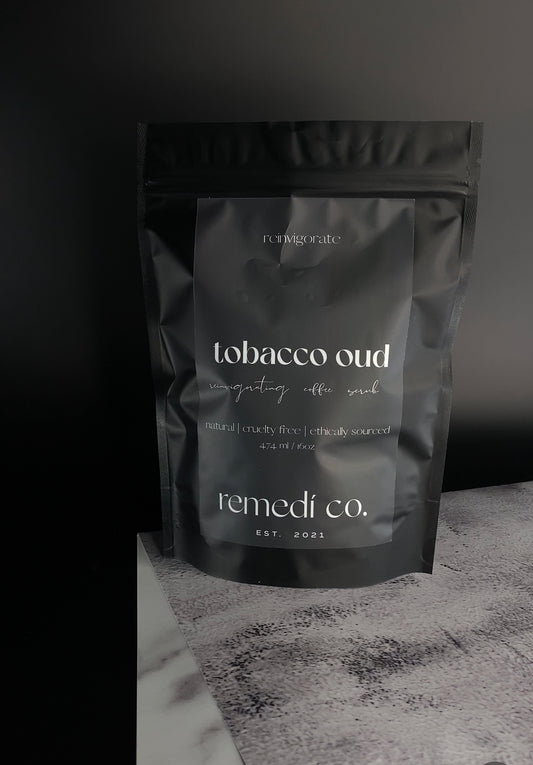 reinvigorate
tobacco oud
reinvigorating coffee scrub
natural | cruelty free | ethically sourced
474 ml / 16oz
remedí co.
EST. 2021